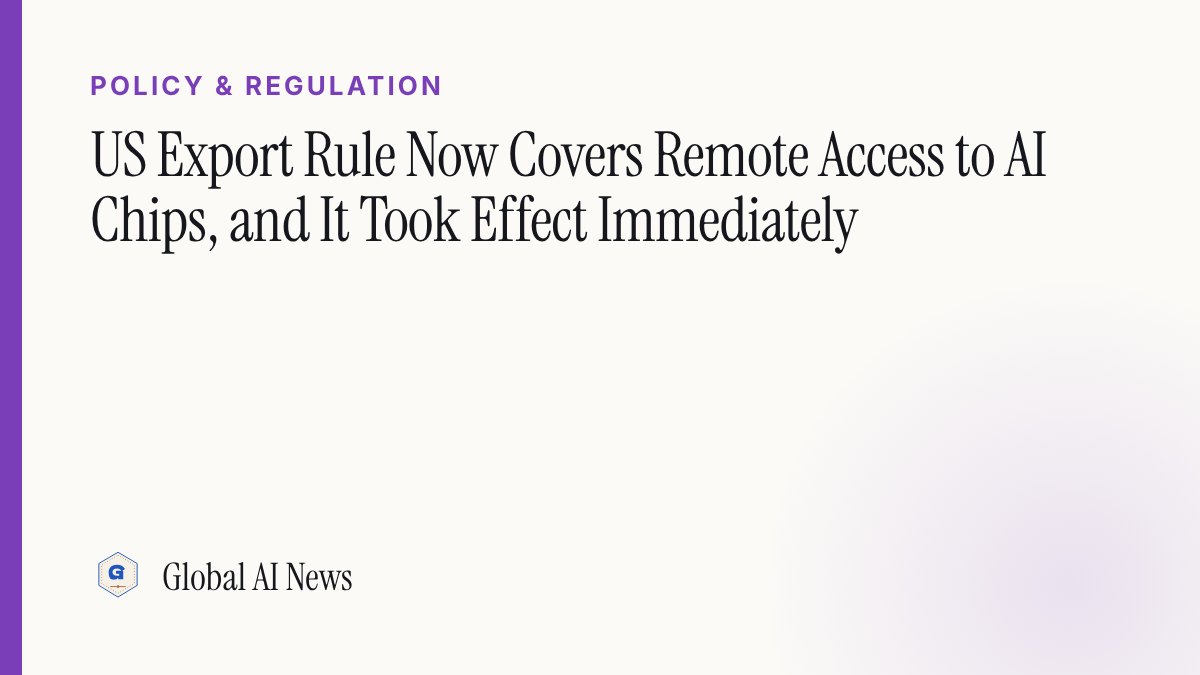 POLICY & REGULATION
US Export Rule Now Covers Remote Access to AI
Chips, and It Took Effect Immediately
G
Global AI News